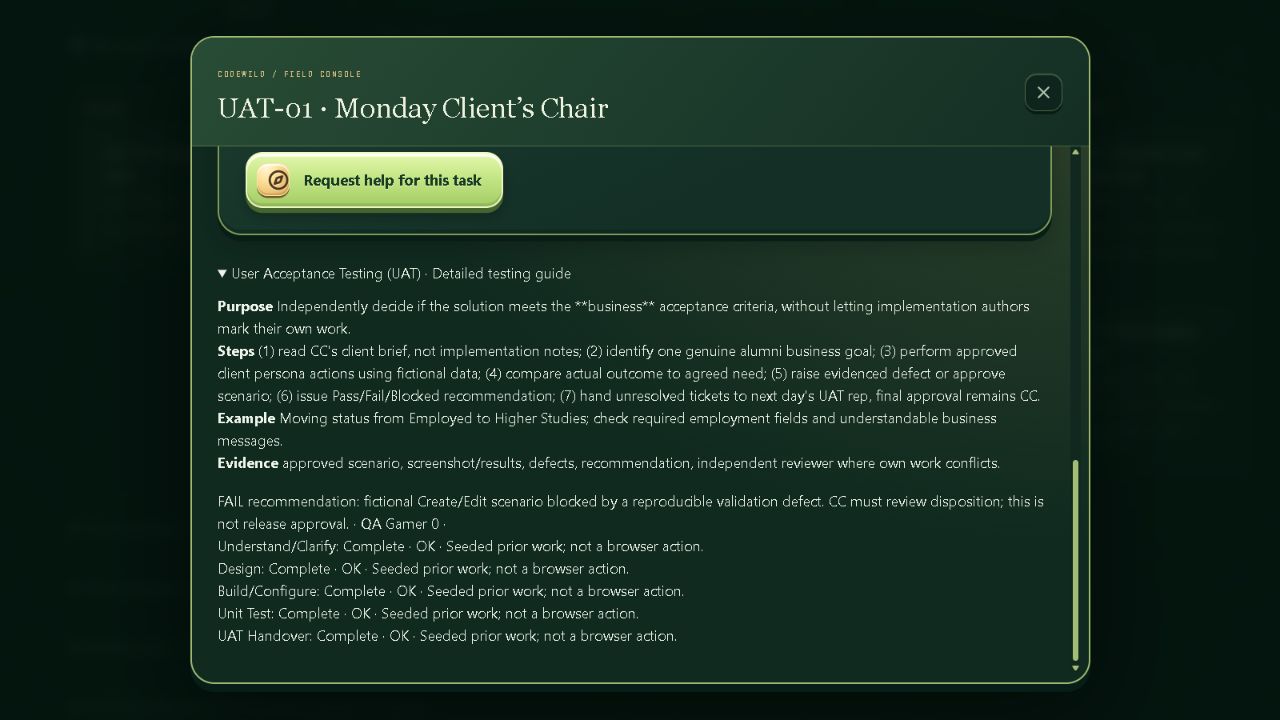 CODEWILD / FIELD CONSOLE
UAT-01 · Monday Client’s Chair
Request help for this task
▼ User Acceptance Testing (UAT) · Detailed testing guide
Purpose Independently decide if the solution meets the **business** acceptance criteria, without letting implementation authors
mark their own work.
Steps (1) read CC's client brief, not implementation notes; (2) identify one genuine alumni business goal; (3) perform approved
client persona actions using fictional data; (4) compare actual outcome to agreed need; (5) raise evidenced defect or approve
scenario; (6) issue Pass/Fail/Blocked recommendation; (7) hand unresolved tickets to next day's UAT rep, final approval remains CC.
Example Moving status from Employed to Higher Studies; check required employment fields and understandable business
messages.
Evidence approved scenario, screenshot/results, defects, recommendation, independent reviewer where own work conflicts.
FAIL recommendation: fictional Create/Edit scenario blocked by a reproducible validation defect. CC must review disposition; this is
not release approval. · QA Gamer 0 ·
Understand/Clarify: Complete · OK · Seeded prior work; not a browser action.
Design: Complete · OK · Seeded prior work; not a browser action.
Build/Configure: Complete · OK · Seeded prior work; not a browser action.
Unit Test: Complete · OK · Seeded prior work; not a browser action.
UAT Handover: Complete · OK · Seeded prior work; not a browser action.